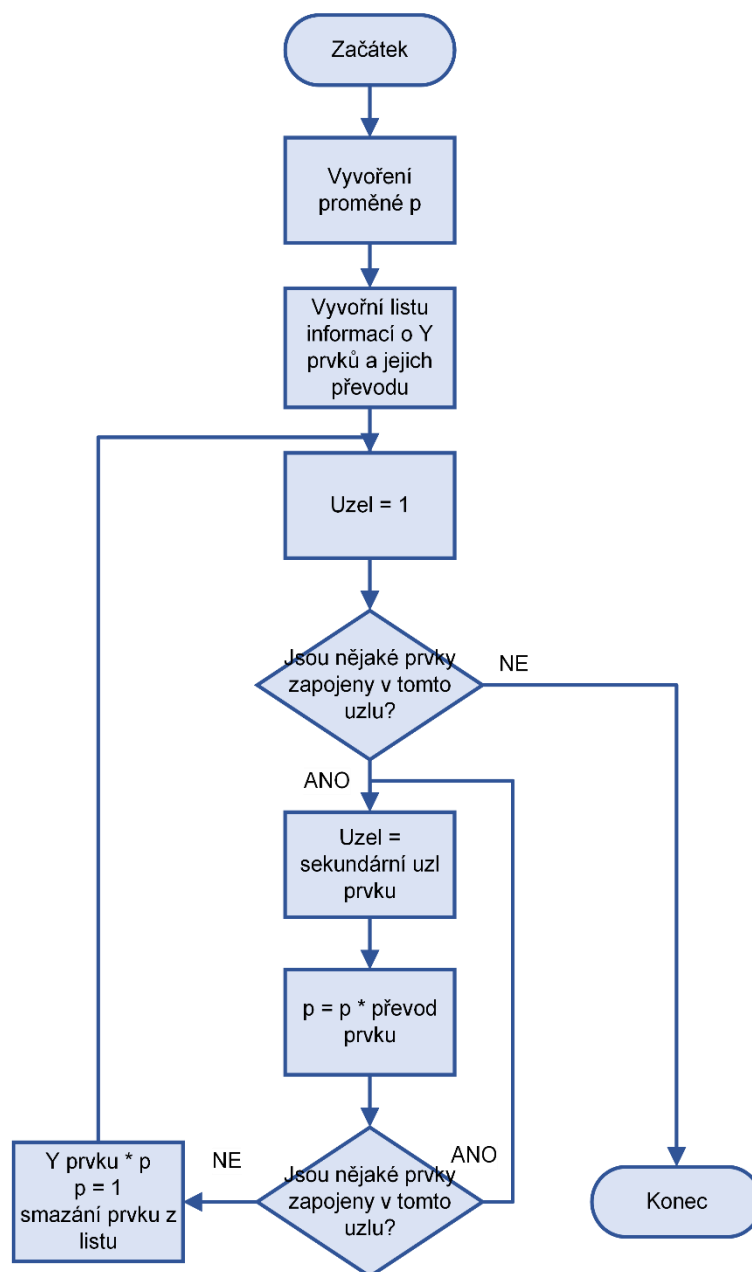 Začátek
Vyvoření
proměné p
Vyvořní listu
informací o Y
prvků a jejich
převodu
Uzel = 1
Jsou nějaké prvky
zapojeny v tomto
uzlu?
NE
ANO
Uzel =
sekundární uzl
prvku
p = p * převod
prvku
Jsou nějaké prvky
zapojeny v tomto
uzlu?
ANO
NE
Y prvku * p
p = 1
smazání prvku z
listu
Konec